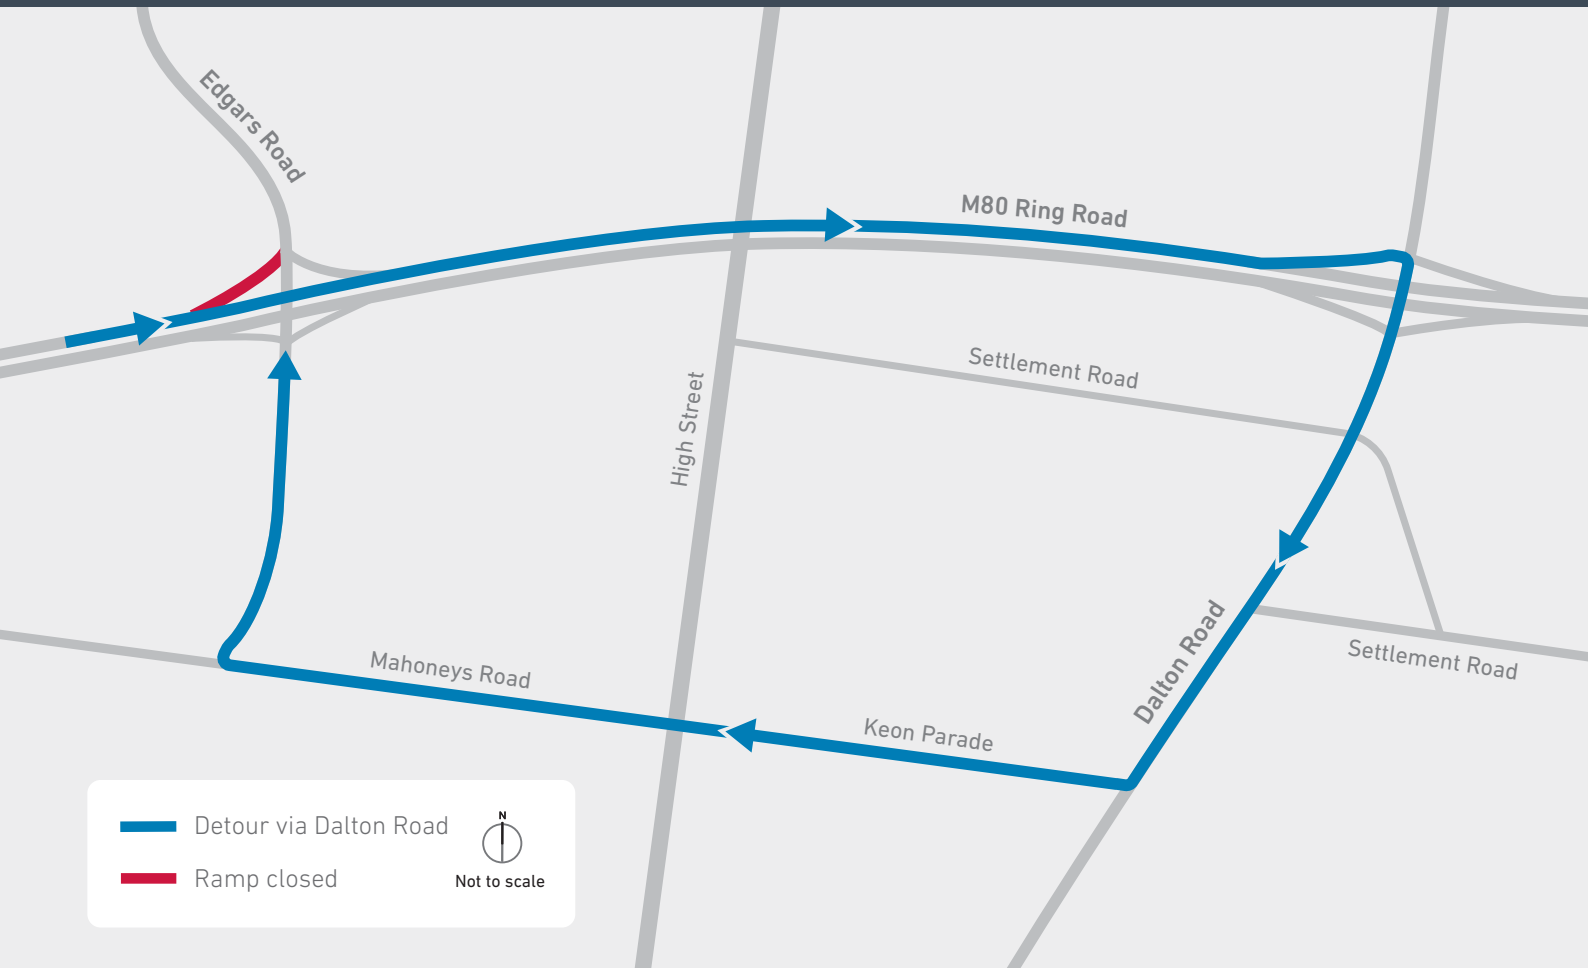 Edgars Road
M80 Ring Road
Settlement Road
High Street
Dalton Road
Settlement Road
Mahoneys Road
Keon Parade
Detour via Dalton Road
Ramp closed
N
Not to scale